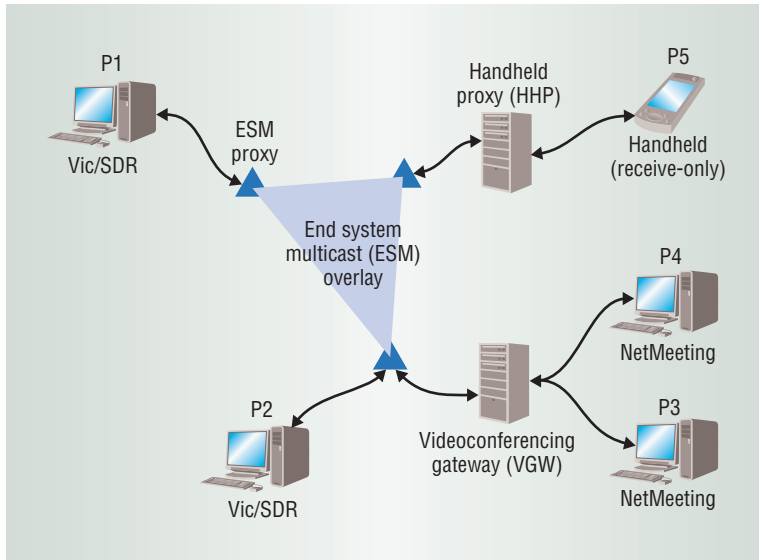 P1
Vic/SDR
ESM
proxy
Handheld
proxy (HHP)
P5
Handheld
(receive-only)
End system
multicast (ESM)
overlay
P4
NetMeeting
P2
Vic/SDR
Videoconferencing
gateway (VGW)
P3
NetMeeting